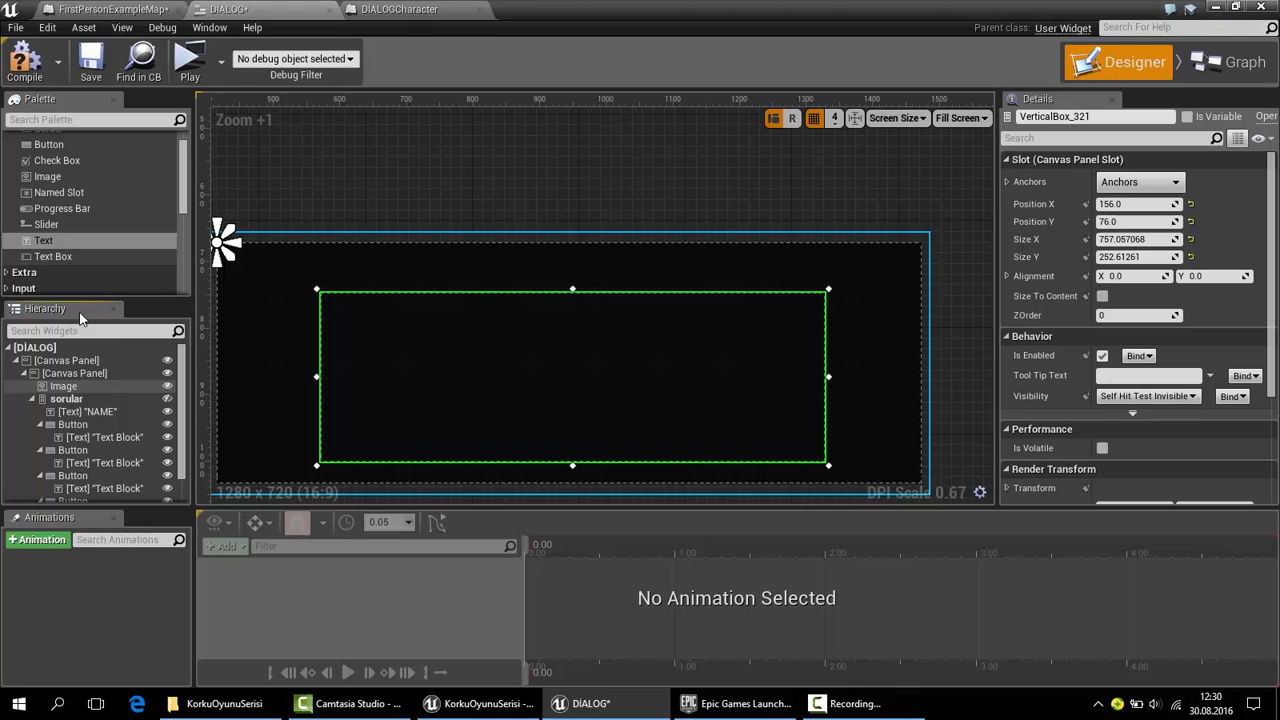 FirstPersonExampleMap*
DİALOG*
DİALOGCharacter
File Edit Asset View Debug Window Help
Parent class: User Widget
Search For Help
Compile
Save
Find in CB
Play
No debug object selected
Debug Filter
Designer
Graph
Palette
Search Palette
Button
Check Box
Image
Named Slot
Progress Bar
Slider
Text
Text Box
Extra
Input
Hierarchy
Search Widgets
[DİALOG]
[Canvas Panel]
[Canvas Panel]
Image
sorular
[Text] "NAME"
Button
[Text] "Text Block"
Button
[Text] "Text Block"
Button
[Text] "Text Block"
500 600 700 800 900 1000 1100 1200 1300 1400 1500
Zoom +1
R
4
Screen Size
Fill Screen
1280 x 720 (16:9)
DPI Scale 0.67
Details
VerticalBox_321
Is Variable
Oper
Search
Slot (Canvas Panel Slot)
Anchors
Anchors
Position X 156.0
Position Y 76.0
Size X 757.057068
Size Y 252.61261
Alignment X 0.0 Y 0.0
Size To Content
ZOrder 0
Behavior
Is Enabled Bind
Tool Tip Text Bind
Visibility Self Hit Test Invisible Bind
Performance
Is Volatile
Render Transform
Transform
Animations
+Animation
Search Animations
0.05
+ Add
Filter
0.00
0.00 1.00 2.00 3.00 4.00
No Animation Selected
0.00
0.00 1.00 2.00 3.00 4.00
KorkuOyunuSerisi
Camtasia Studio - ...
KorkuOyunuSerisi -...
DİALOG*
Epic Games Launch...
Recording...
12:30
30.08.2016